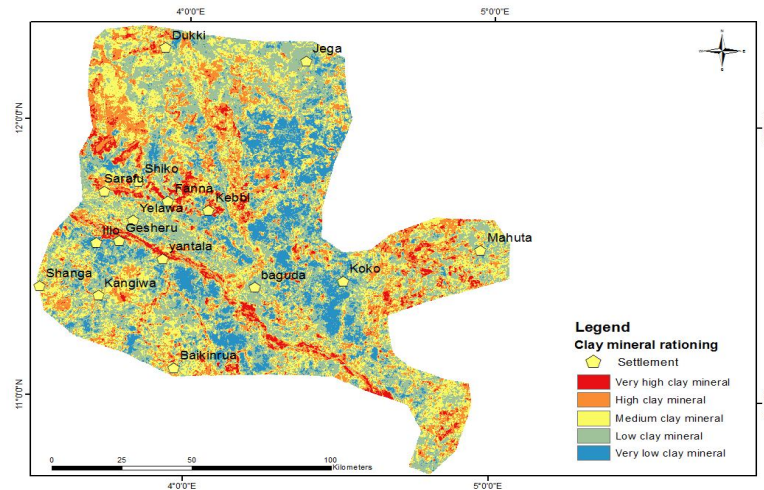 4°0'0"E
5°0'0"E
Dukki
Jega
12°0'0"N
Shiko
Sarafu
Fanna
Kebbi
Yelawa
Gesheru
Illo
Mahuta
yantala
Shanga
baguda
Koko
Kangiwa
Legend
Clay mineral rationing
Settlement
Baikinrua
Very high clay mineral
High clay mineral
11°0'0"N
Medium clay mineral
Low clay mineral
Very low clay mineral
0 25 50 100
Kilometers
4°0'0"E
5°0'0"E